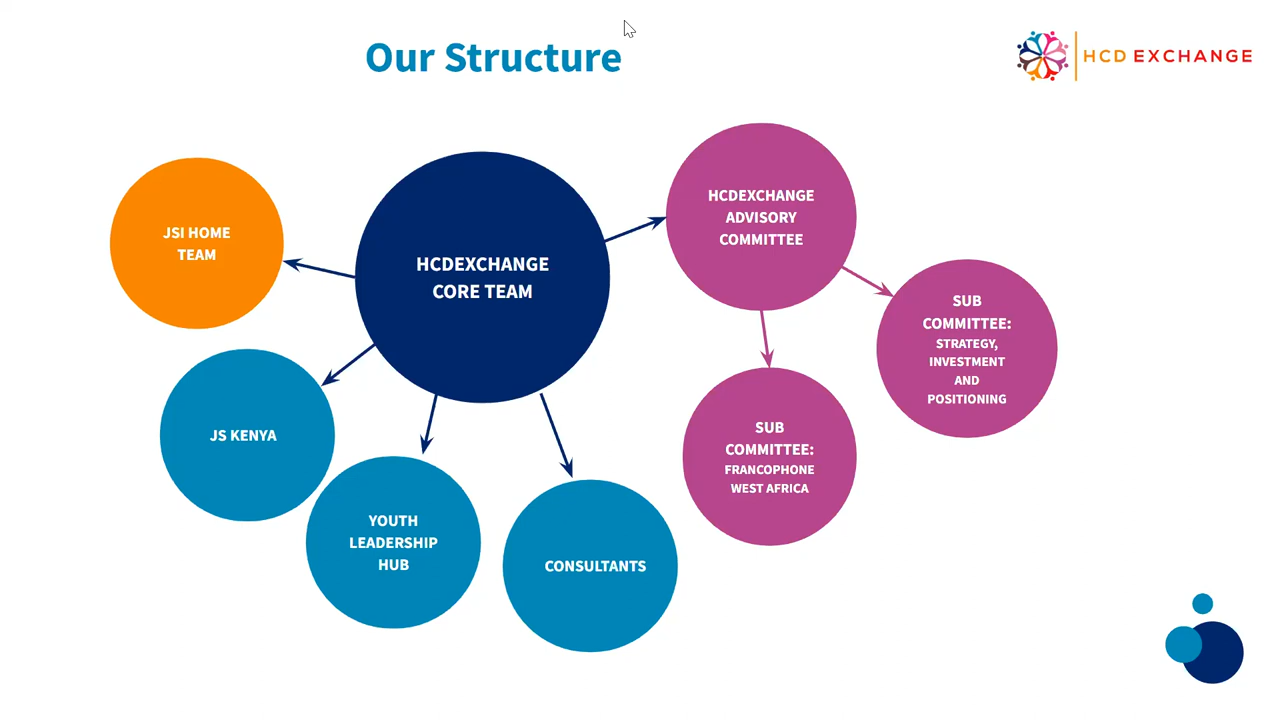 Our Structure
HCD EXCHANGE
JSI HOME
TEAM
HCDEXCHANGE
CORE TEAM
HCDEXCHANGE
ADVISORY
COMMITTEE
SUB
COMMITTEE:
STRATEGY,
INVESTMENT
AND
POSITIONING
JS KENYA
YOUTH
LEADERSHIP
HUB
CONSULTANTS
SUB
COMMITTEE:
FRANCOPHONE
WEST AFRICA